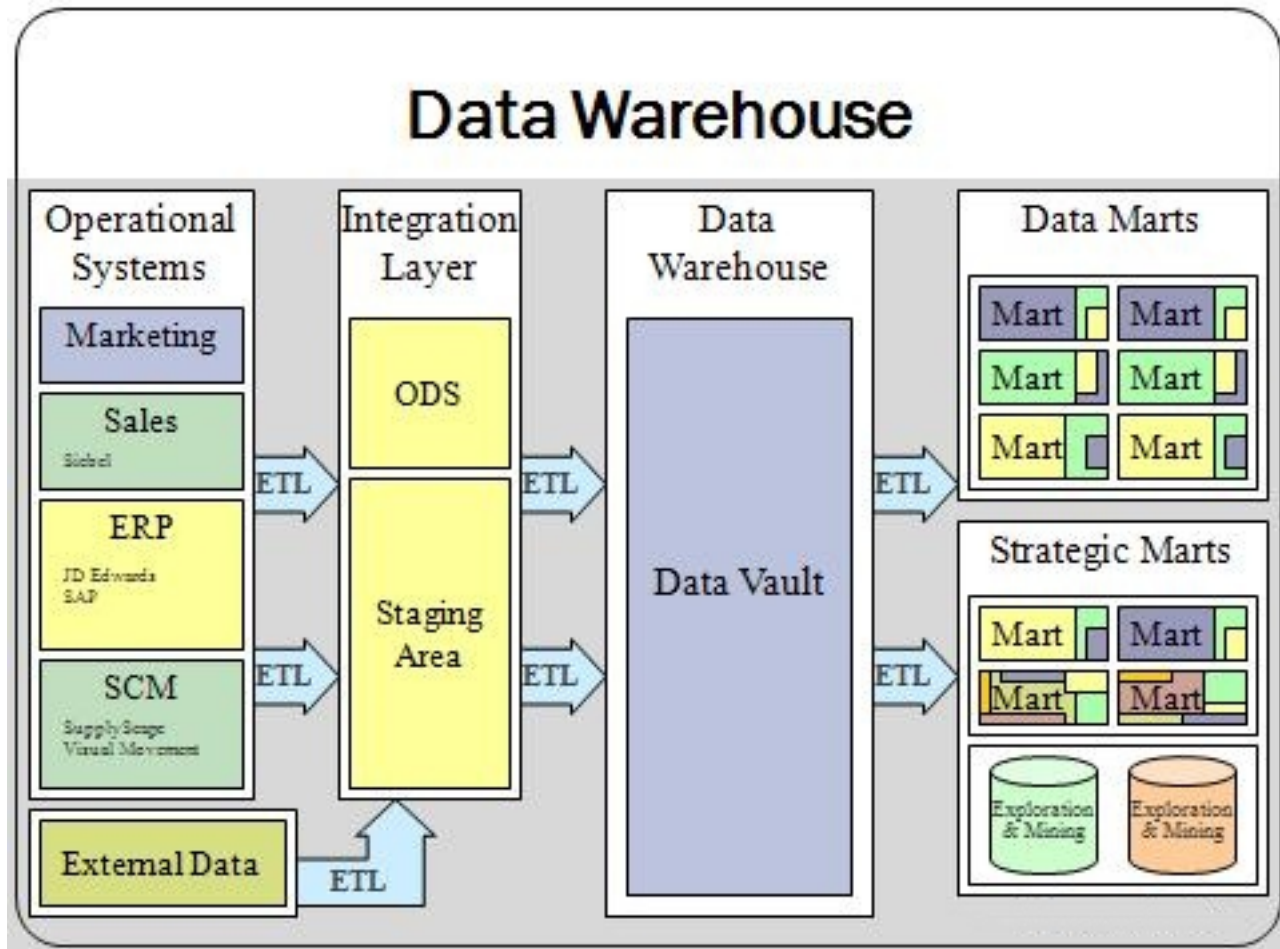 Data Warehouse
Operational
Systems
Marketing
Sales
Siebel
ERP
JD Edwards
SAP
SCM
Visual Movement
External Data
ETL
ETL
ETL
Integration
Layer
ODS
Staging
Area
ETL
ETL
Data
Warehouse
Data Vault
ETL
ETL
Data Marts
Mart
Mart
Mart
Mart
Mart
Mart
Strategic Marts
Mart
Mart
Mart
Mart
Exploration
& Mining
Exploration
& Mining